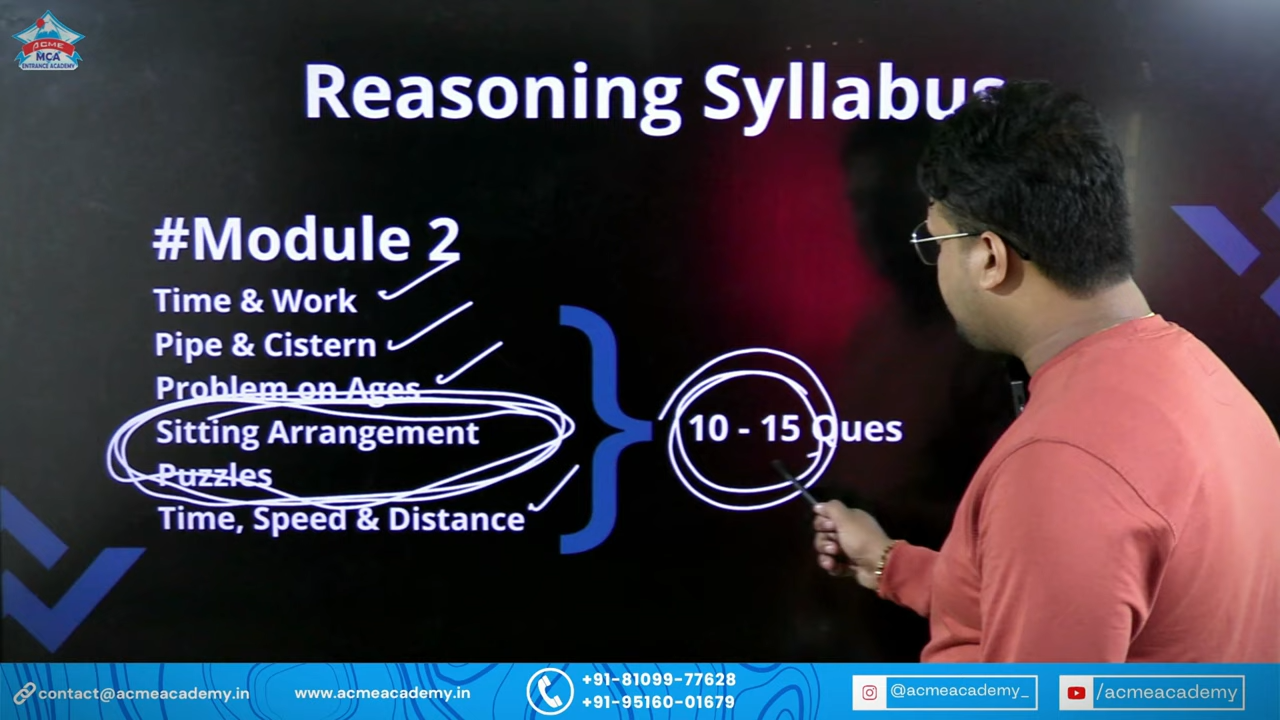 ACME
MCA
ENTRANCE ACADEMY
Reasoning Syllabus
#Module 2
Time & Work
Pipe & Cistern
Problem on Ages
Sitting Arrangement
Puzzles
Time, Speed & Distance
10 - 15 Ques
contact@acmeacademy.in
www.acmeacademy.in
+91-81099-77628
+91-95160-01679
@acmeacademy_
/acmeacademy